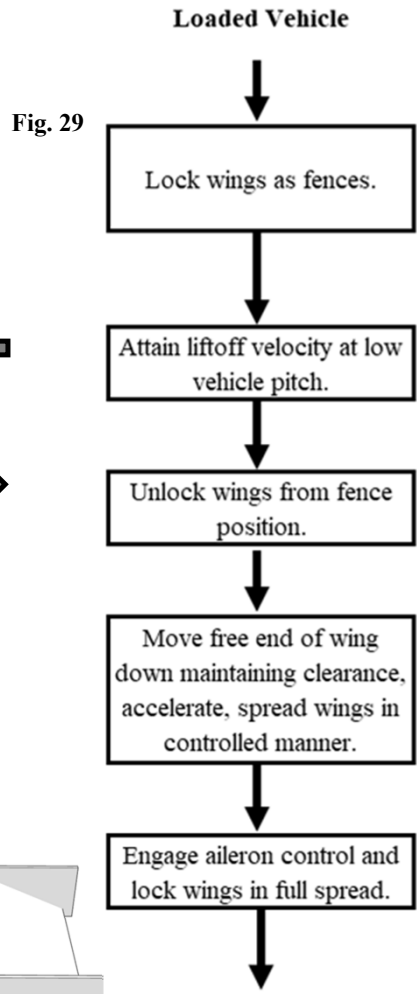 Loaded Vehicle
Fig. 29
Lock wings as fences.
Attain liftoff velocity at low
vehicle pitch.
Unlock wings from fence
position.
Move free end of wing
down maintaining clearance,
accelerate, spread wings in
controlled manner.
Engage aileron control and
lock wings in full spread.